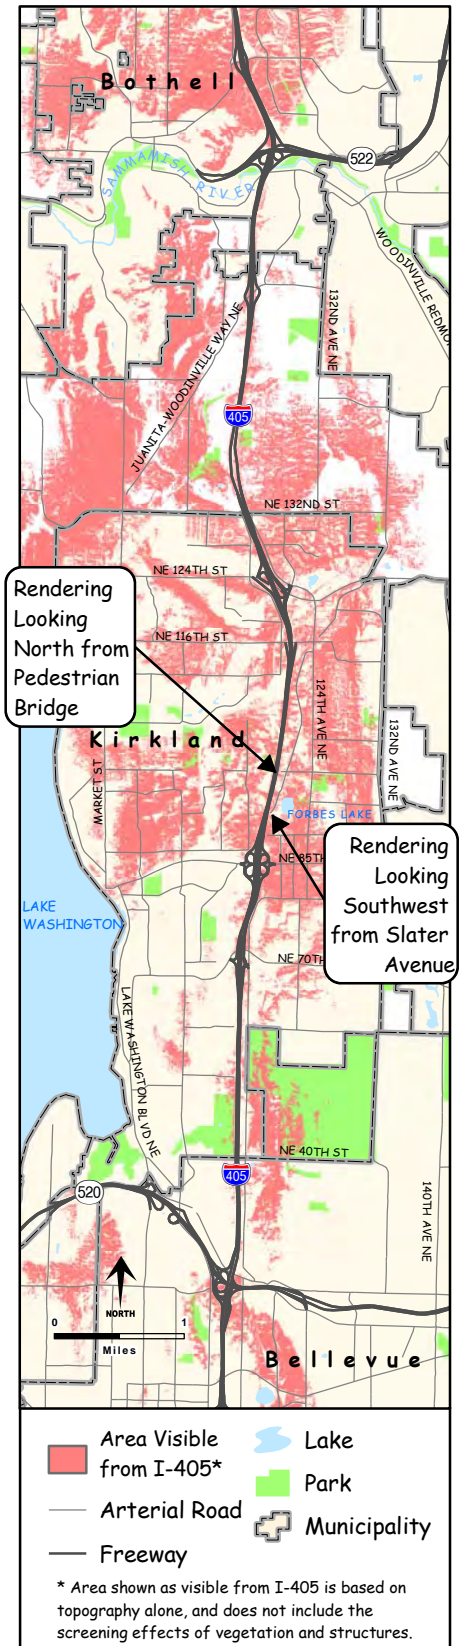 Bothell
522
SAMMAMISH RIVER
WOODINVILLE REDMO
132ND AVE NE
JUANITA-WOODINVILLE WAY NE
405
NE 132ND ST
NE 124TH ST
Rendering
Looking
North from
Pedestrian
Bridge
NE 116TH ST
124TH AVE NE
132ND AVE NE
Kirkland
MARKET ST
FORBES LAKE
NE 85TH
Rendering
Looking
Southwest
from Slater
Avenue
LAKE
WASHINGTON
NE 70TH
LAKE WASHINGTON BLVD NE
NE 40TH ST
405
520
140TH AVE NE
NORTH
0 1
Miles
Bellevue
Area Visible
from I-405*
Lake
Park
Arterial Road
Municipality
Freeway
* Area shown as visible from I-405 is based on
topography alone, and does not include the
screening effects of vegetation and structures.